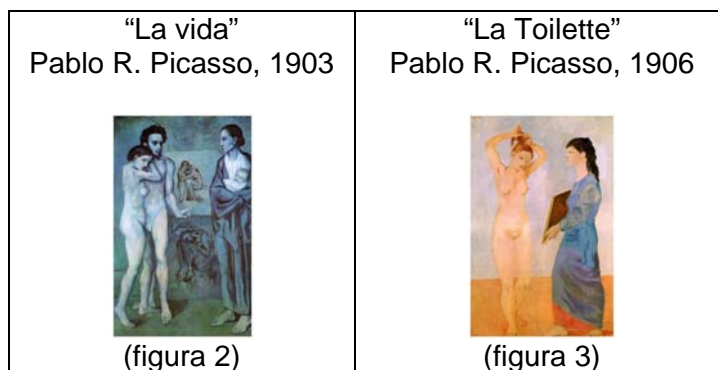 “La vida”
Pablo R. Picasso, 1903
(figura 2)
“La Toilette”
Pablo R. Picasso, 1906
(figura 3)